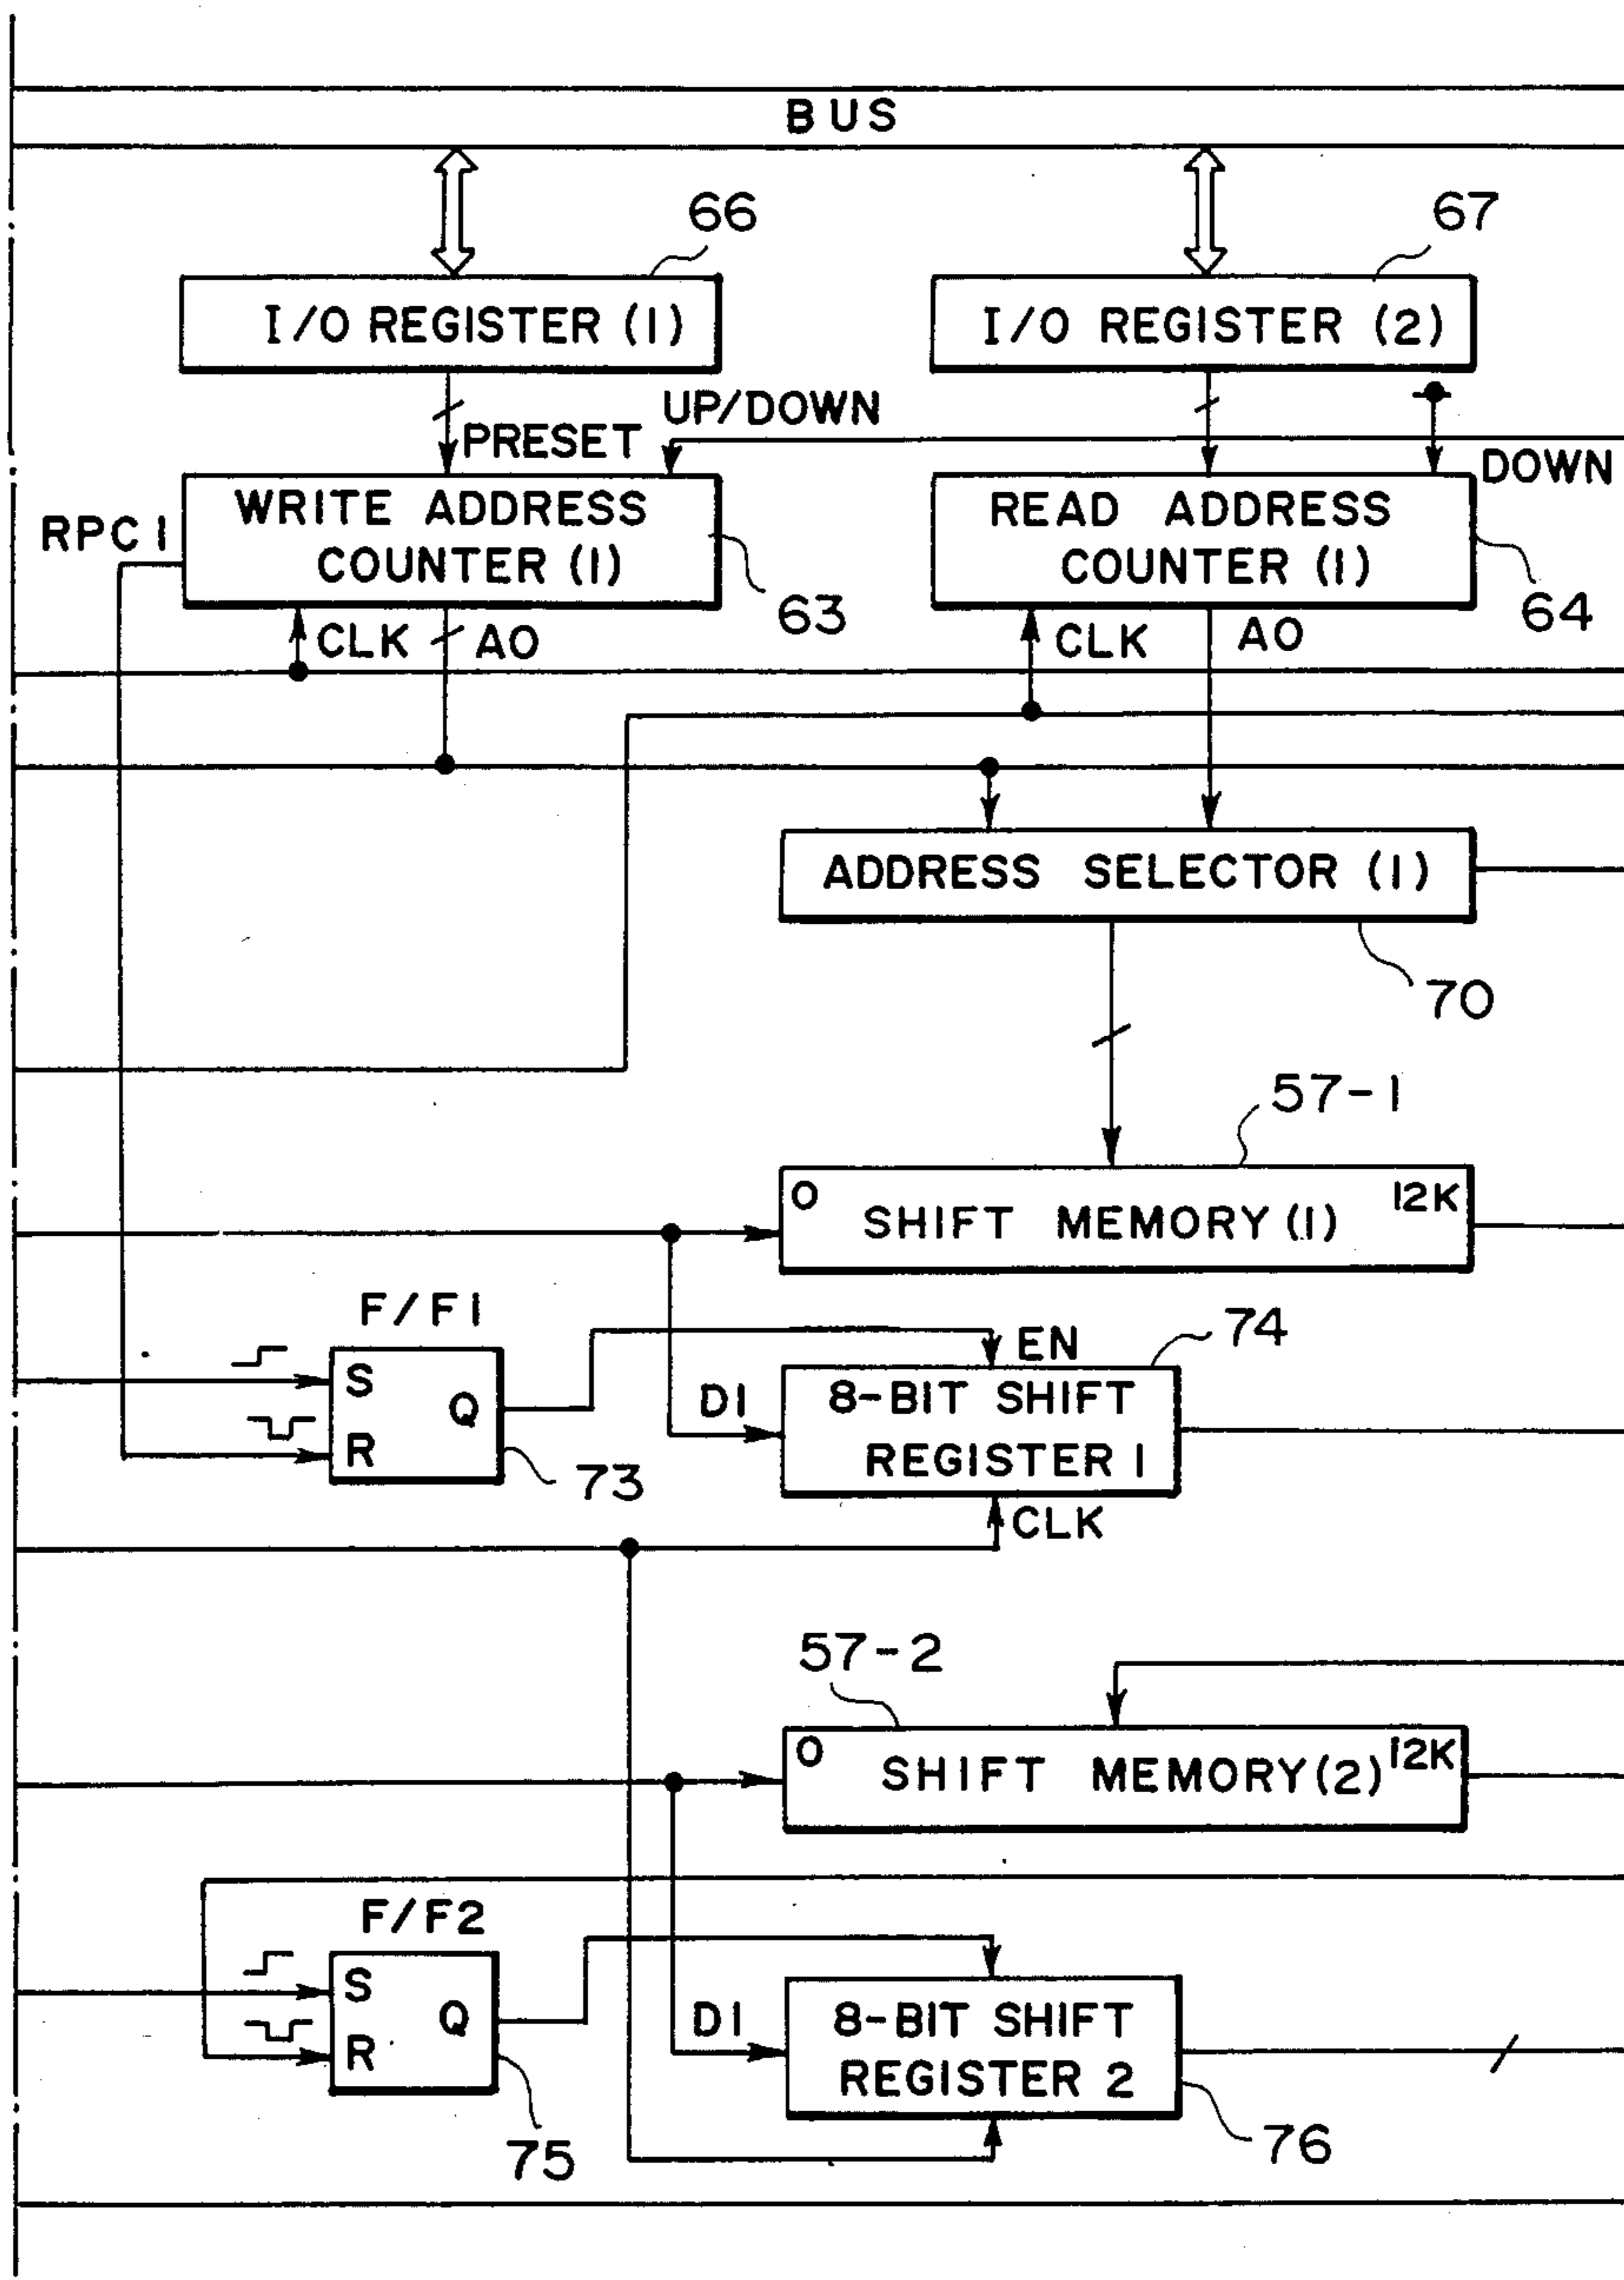 BUS
66
67
I/O REGISTER (1)
I/O REGISTER (2)
UP/DOWN
PRESET
DOWN
RPC1
WRITE ADDRESS
COUNTER (1)
READ ADDRESS
COUNTER (1)
63
64
CLK
AO
CLK
AO
ADDRESS SELECTOR (1)
70
57-1
0
12K
SHIFT MEMORY (1)
F/F1
74
EN
S
Q
R
DI
8-BIT SHIFT
REGISTER 1
73
CLK
57-2
0
12K
SHIFT MEMORY (2)
F/F2
S
Q
R
DI
8-BIT SHIFT
REGISTER 2
75
76